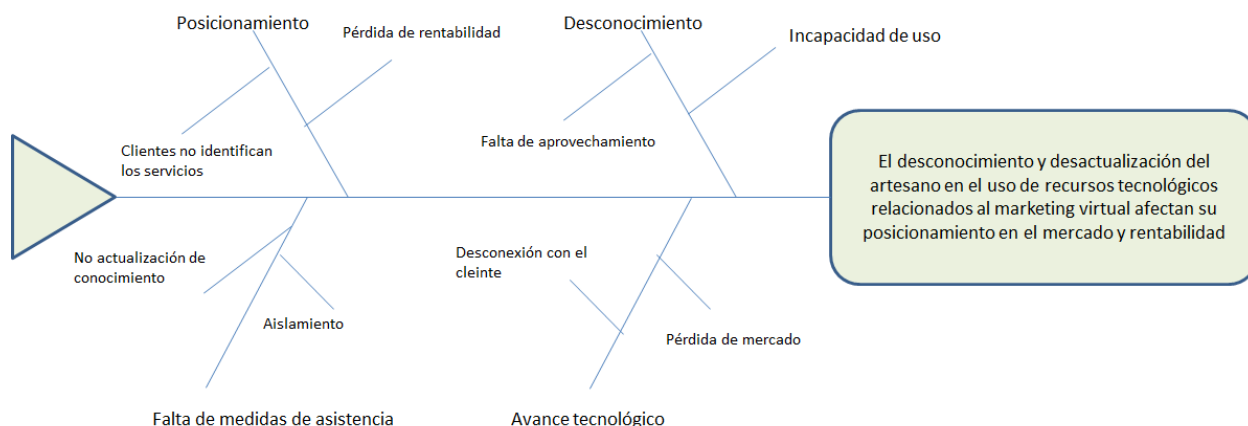 Posicionamiento
Pérdida de rentabilidad
Clientes no identifican
los servicios
Desconocimiento
Incapacidad de uso
Falta de aprovechamiento
El desconocimiento y desactualización del
artesano en el uso de recursos tecnológicos
relacionados al marketing virtual afectan su
posicionamiento en el mercado y rentabilidad
No actualización de
conocimiento
Aislamiento
Falta de medidas de asistencia
Desconexión con el
cleinte
Pérdida de mercado
Avance tecnológico